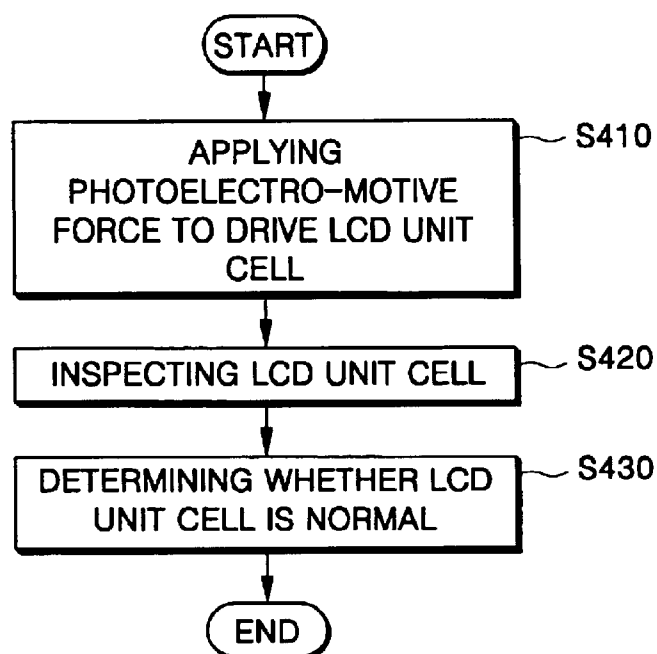 START
APPLYING
PHOTOELECTRO-MOTIVE
FORCE TO DRIVE LCD UNIT
CELL
S410
INSPECTING LCD UNIT CELL
S420
DETERMINING WHETHER LCD
UNIT CELL IS NORMAL
S430
END